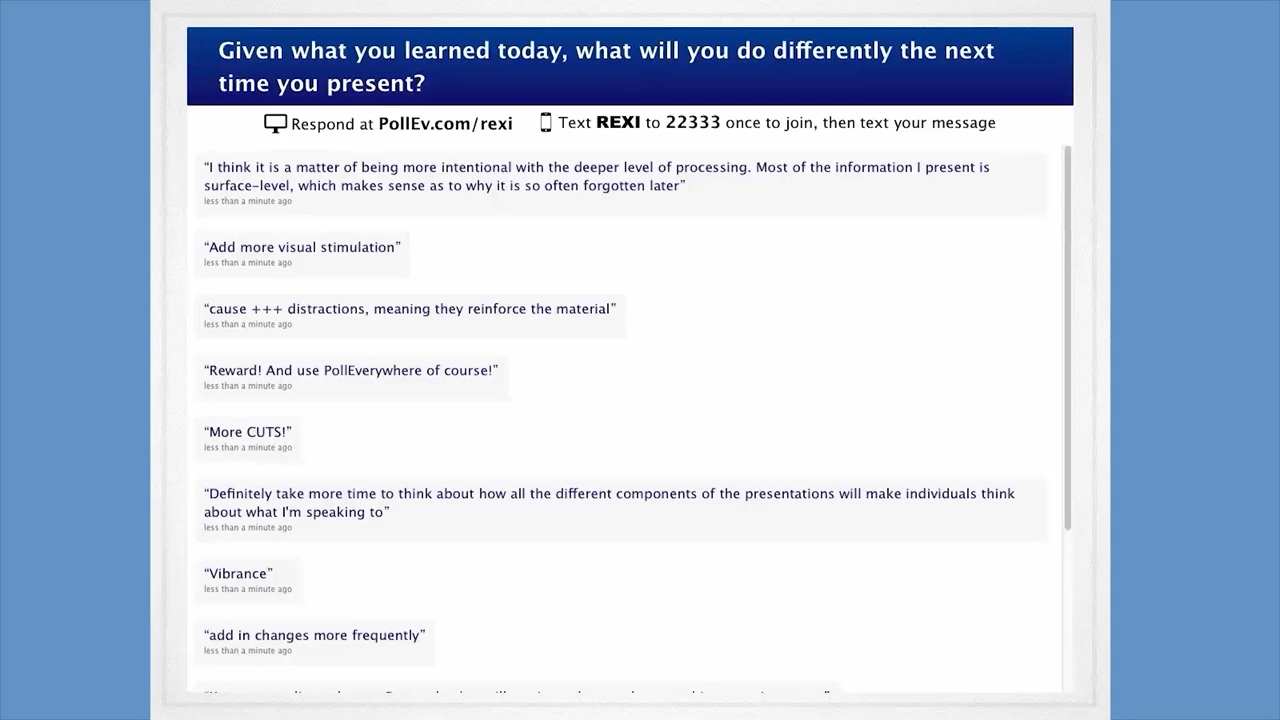 Given what you learned today, what will you do differently the next
time you present?
Respond at PollEv.com/rexi Text REXI to 22333 once to join, then text your message
“I think it is a matter of being more intentional with the deeper level of processing. Most of the information I present is
surface-level, which makes sense as to why it is so often forgotten later”
less than a minute ago
“Add more visual stimulation”
less than a minute ago
“cause +++ distractions, meaning they reinforce the material”
less than a minute ago
“Reward! And use PollEverywhere of course!”
less than a minute ago
“More CUTS!”
less than a minute ago
“Definitely take more time to think about how all the different components of the presentations will make individuals think
about what I'm speaking to”
less than a minute ago
“Vibrance”
less than a minute ago
“add in changes more frequently”
less than a minute ago